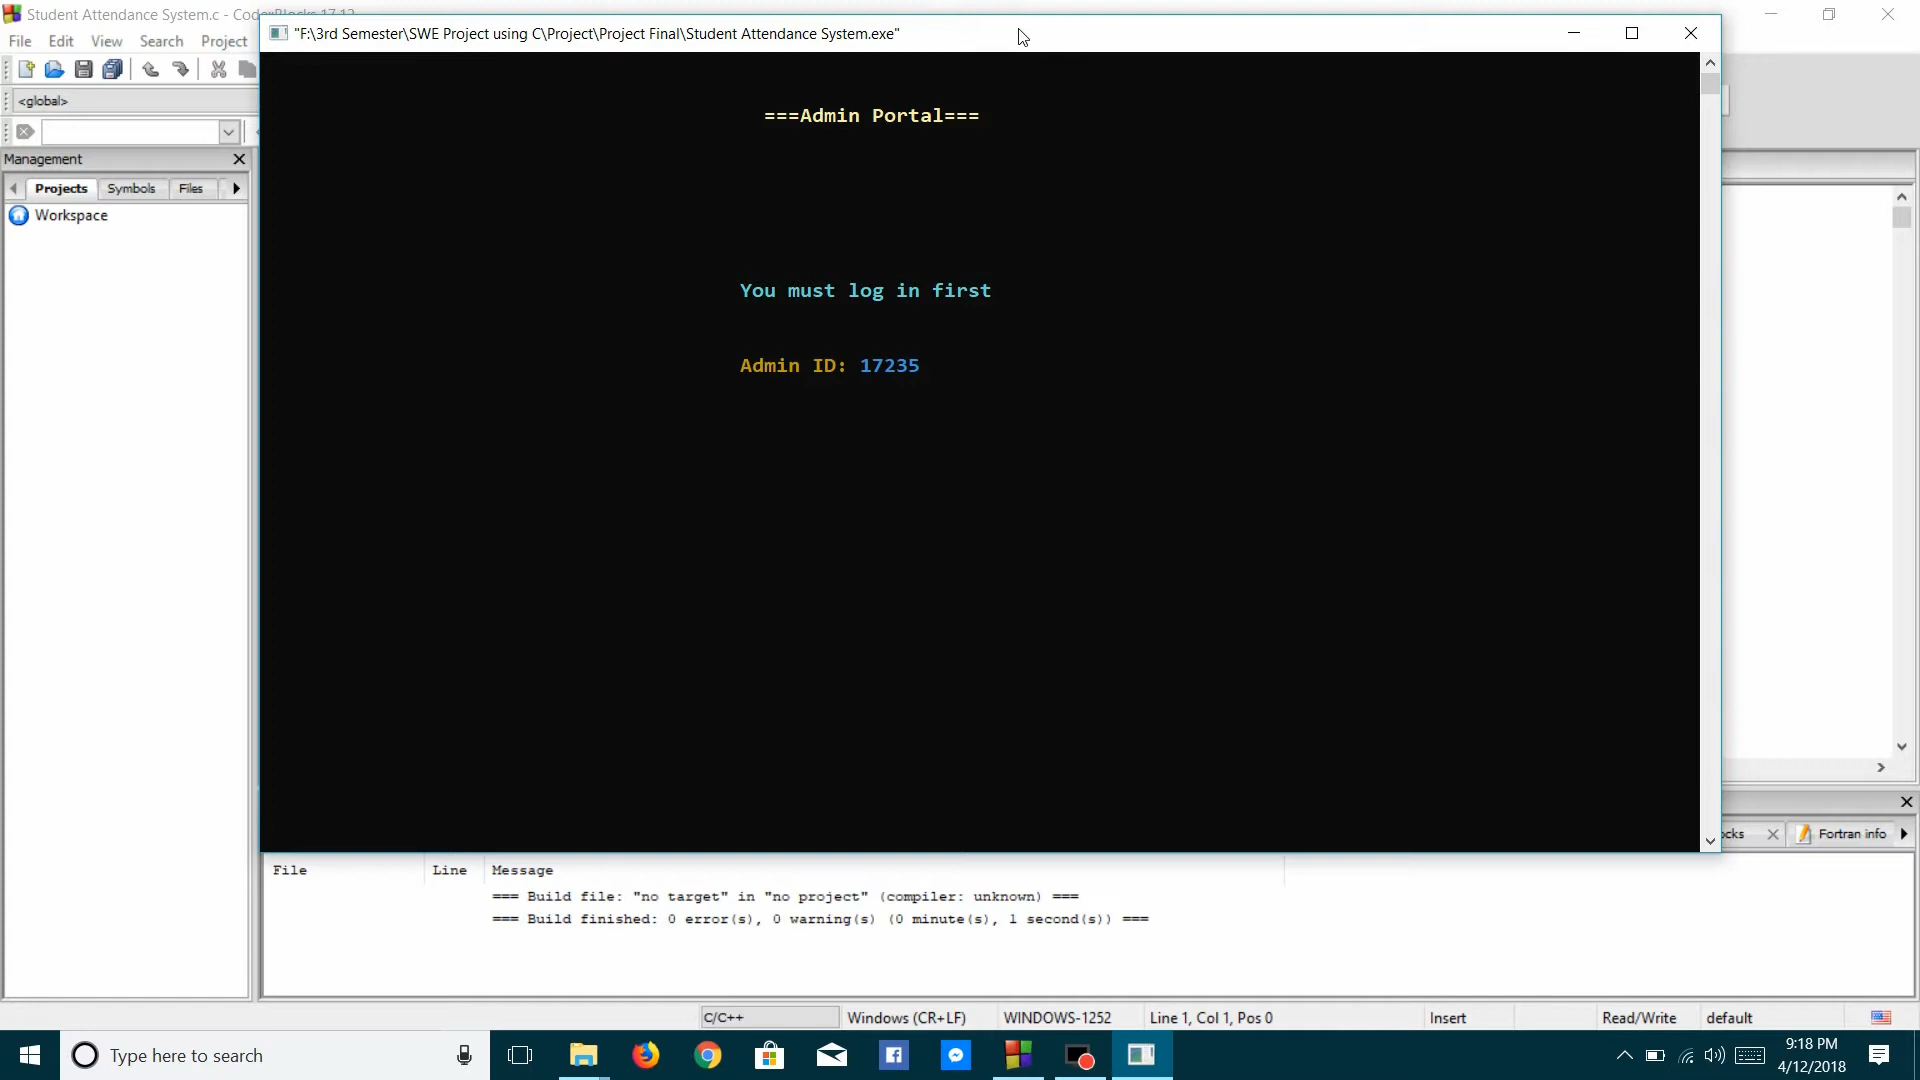 Student Attendance System.c - Code::Blocks 17.12
File Edit View Search Project
"F:\3rd Semester\SWE Project using C\Project\Project Final\Student Attendance System.exe"
<global>
Management
Projects Symbols Files
Workspace
===Admin Portal===
You must log in first
Admin ID: 17235
ocks Fortran info
File Line Message
=== Build file: "no target" in "no project" (compiler: unknown) ===
=== Build finished: 0 error(s), 0 warning(s) (0 minute(s), 1 second(s)) ===
C/C++ Windows (CR+LF) WINDOWS-1252 Line 1, Col 1, Pos 0 Insert Read/Write default
Type here to search
9:18 PM
4/12/2018